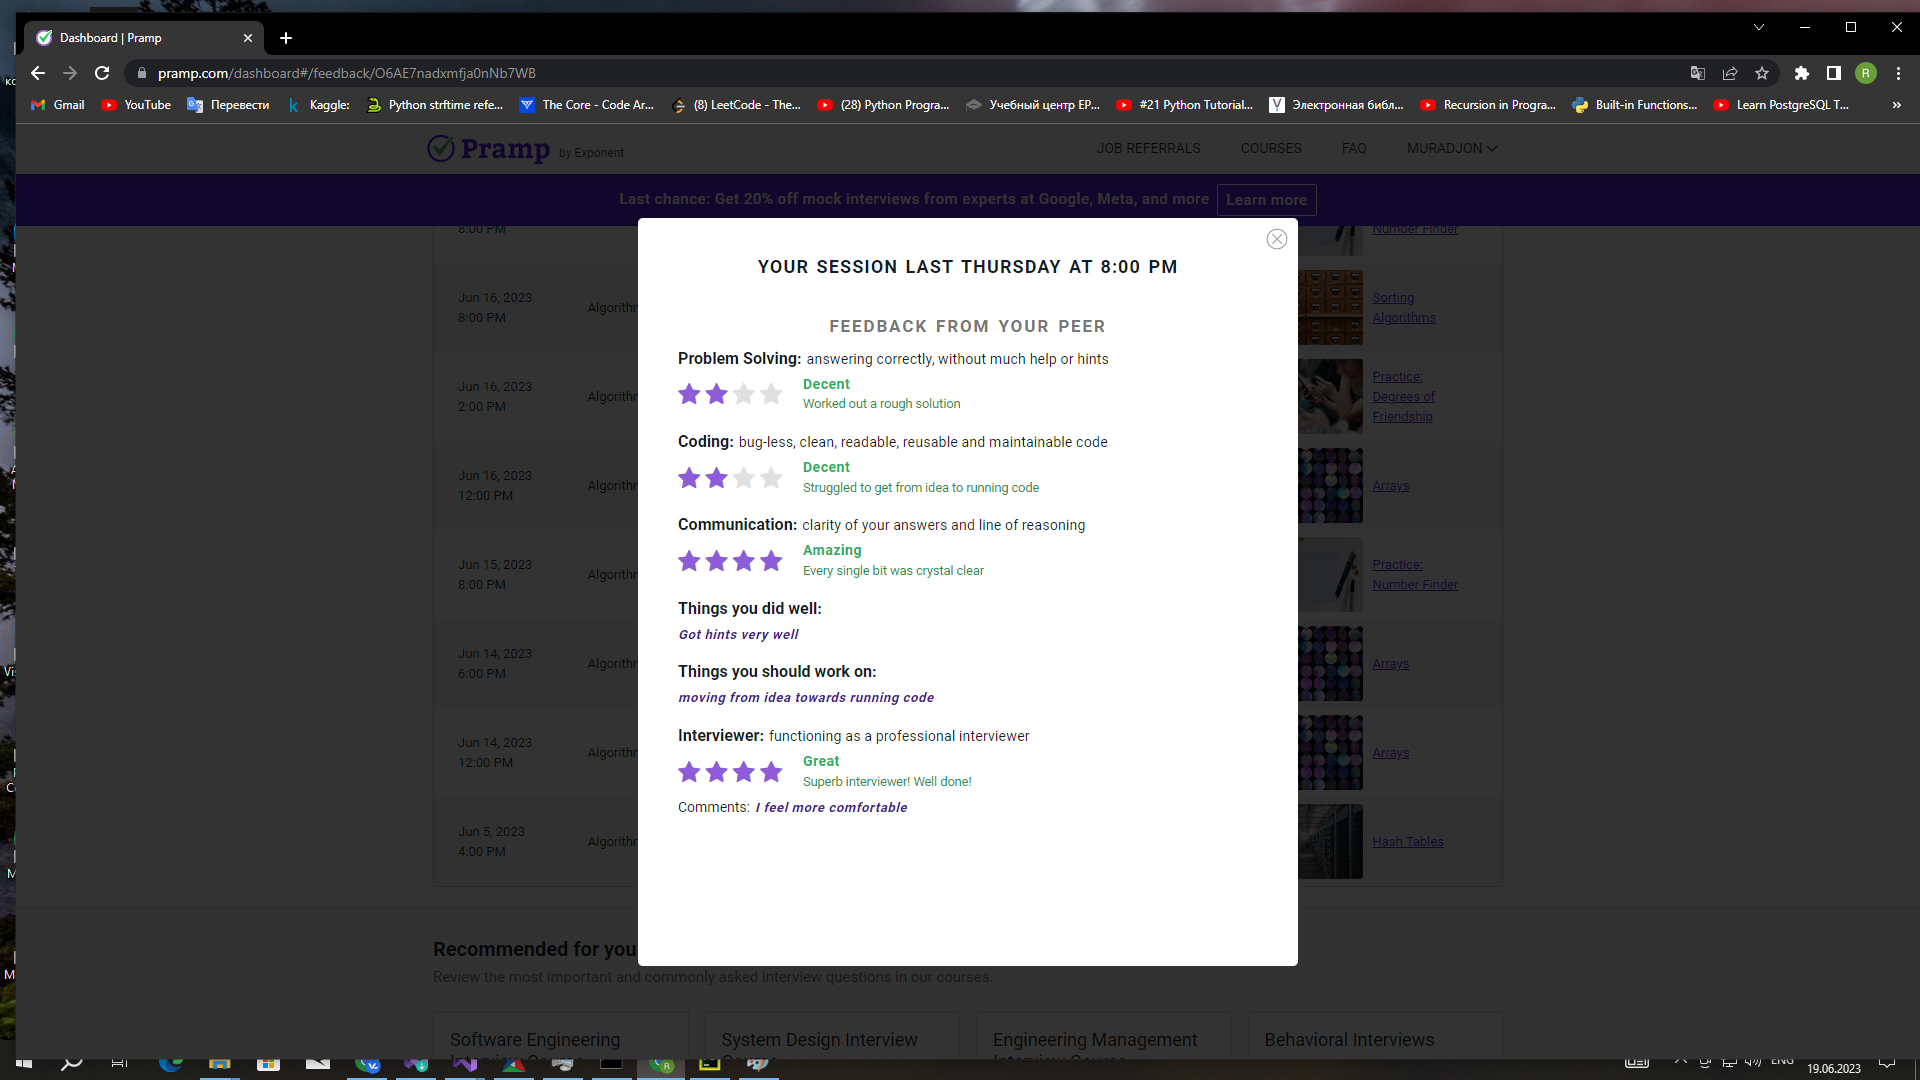 Dashboard | Pramp
pramp.com/dashboard#/feedback/O6AE7nadxmfja0nNb7WB
R
Gmail
YouTube
Перевести
Kaggle:
Python strftime refe...
The Core - Code Ar...
(8) LeetCode - The...
(28) Python Progra...
Учебный центр EP...
#21 Python Tutorial...
Электронная библ...
Recursion in Progra...
Built-in Functions...
Learn PostgreSQL T...
»
Pramp by Exponent
JOB REFERRALS
COURSES
FAQ
MURADJON
Last chance: Get 20% off mock interviews from experts at Google, Meta, and more
Learn more
8:00 PM
Number Finder
Jun 16, 2023
8:00 PM
Algorithm
Sorting
Algorithms
Jun 16, 2023
2:00 PM
Algorithm
Practice:
Degrees of
Friendship
Jun 16, 2023
12:00 PM
Algorithm
Arrays
Jun 15, 2023
8:00 PM
Algorithm
Practice:
Number Finder
Jun 14, 2023
6:00 PM
Algorithm
Arrays
Jun 14, 2023
12:00 PM
Algorithm
Arrays
Jun 5, 2023
4:00 PM
Algorithm
Hash Tables
YOUR SESSION LAST THURSDAY AT 8:00 PM
FEEDBACK FROM YOUR PEER
Problem Solving: answering correctly, without much help or hints
Decent
Worked out a rough solution
Coding: bug-less, clean, readable, reusable and maintainable code
Decent
Struggled to get from idea to running code
Communication: clarity of your answers and line of reasoning
Amazing
Every single bit was crystal clear
Things you did well:
Got hints very well
Things you should work on:
moving from idea towards running code
Interviewer: functioning as a professional interviewer
Great
Superb interviewer! Well done!
Comments: I feel more comfortable
Recommended for you
Review the most important and commonly asked interview questions in our courses.
Software Engineering
Interview Course
System Design Interview
Course
Engineering Management
Interview Course
Behavioral Interviews
ENG
19.06.2023